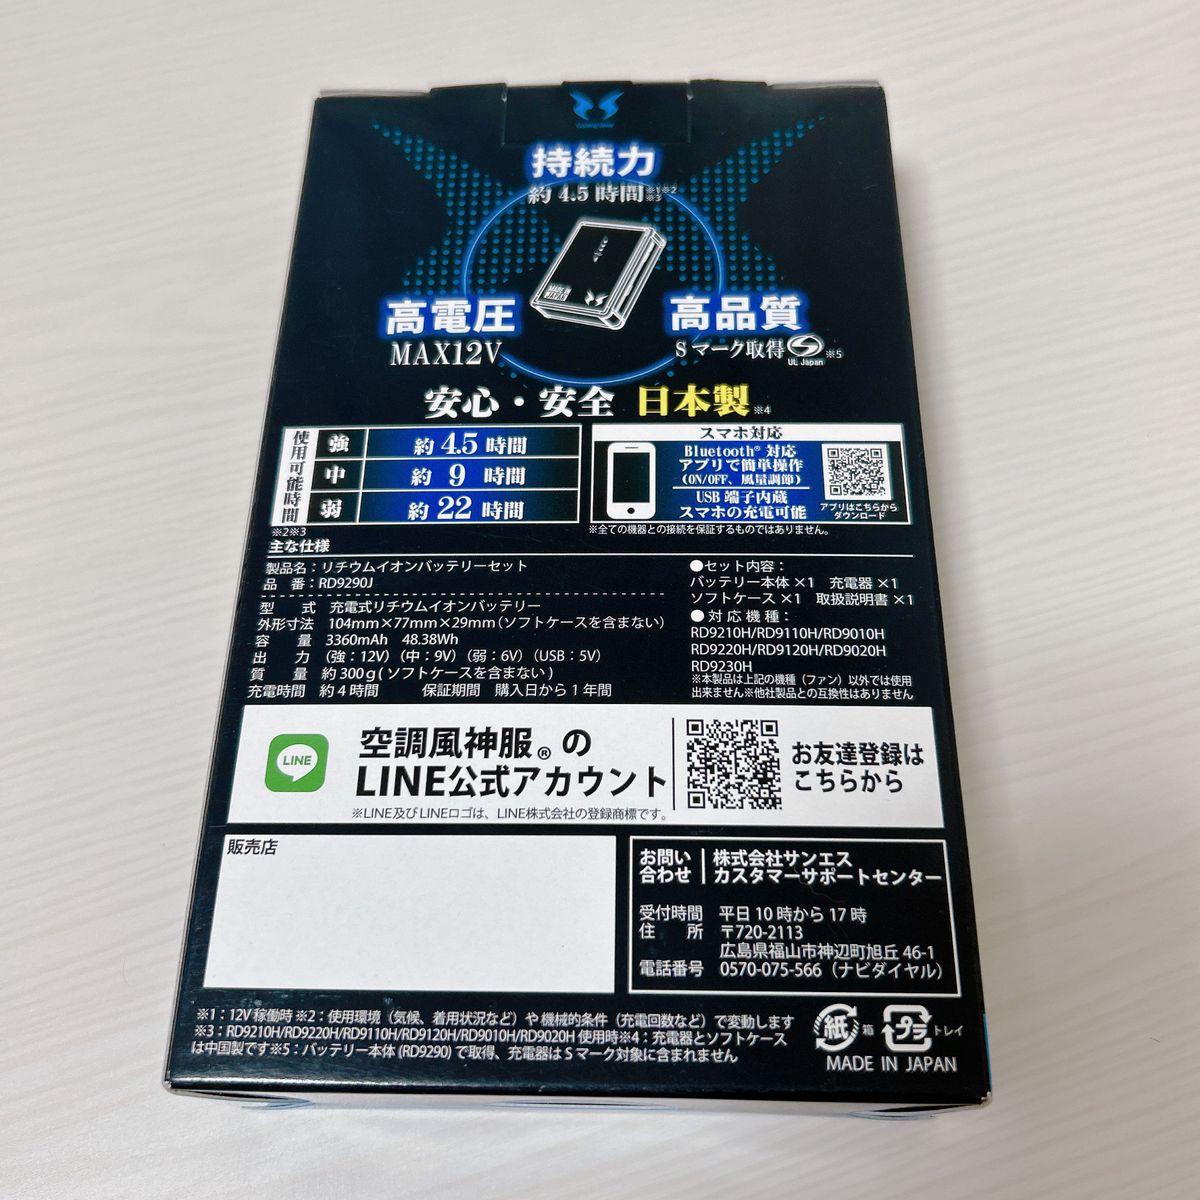 持続力
約4.5時間※1※2※3
MADE IN JAPAN
高電圧
MAX12V
高品質
Sマーク取得
UL Japan
※5
安心・安全 日本製※4
使用可能時間
強 約4.5時間
中 約9時間
弱 約22時間
※2※3
スマホ対応
Bluetooth®対応
アプリで簡単操作
(ON/OFF、風量調節)
USB端子内蔵
スマホの充電可能
アプリはこちらから
ダウンロード
※全ての機器との接続を保証するものではありません。
主な仕様
製品名：リチウムイオンバッテリーセット
品　番：RD9290J
型　式　充電式リチウムイオンバッテリー
外形寸法　104mm×77mm×29mm(ソフトケースを含まない)
容　量　3360mAh　48.38Wh
出　力　(強：12V)(中：9V)(弱：6V)(USB：5V)
質　量　約300g(ソフトケースを含まない)
充電時間　約4時間　保証期間　購入日から1年間
●セット内容：
バッテリー本体×1　充電器×1
ソフトケース×1　取扱説明書×1
●対応機種：
RD9210H/RD9110H/RD9010H
RD9220H/RD9120H/RD9020H
RD9230H
※本製品は上記の機種（ファン）以外では使用
出来ません※他社製品との互換性はありません
LINE
空調風神服®の
LINE公式アカウント
※LINE及びLINEロゴは、LINE株式会社の登録商標です。
お友達登録は
こちらから
販売店
お問い
合わせ
株式会社サンエス
カスタマーサポートセンター
受付時間　平日10時から17時
住　所　〒720-2113
広島県福山市神辺町旭丘46-1
電話番号　0570-075-566（ナビダイヤル）
※1：12V稼働時※2：使用環境（気候、着用状況など）や機械的条件（充電回数など）で変動します
※3：RD9210H/RD9220H/RD9110H/RD9120H/RD9010H/RD9020H 使用時※4：充電器とソフトケース
は中国製です※5：バッテリー本体(RD9290)で取得、充電器はSマーク対象に含まれません
紙 箱
プラ トレイ
MADE IN JAPAN